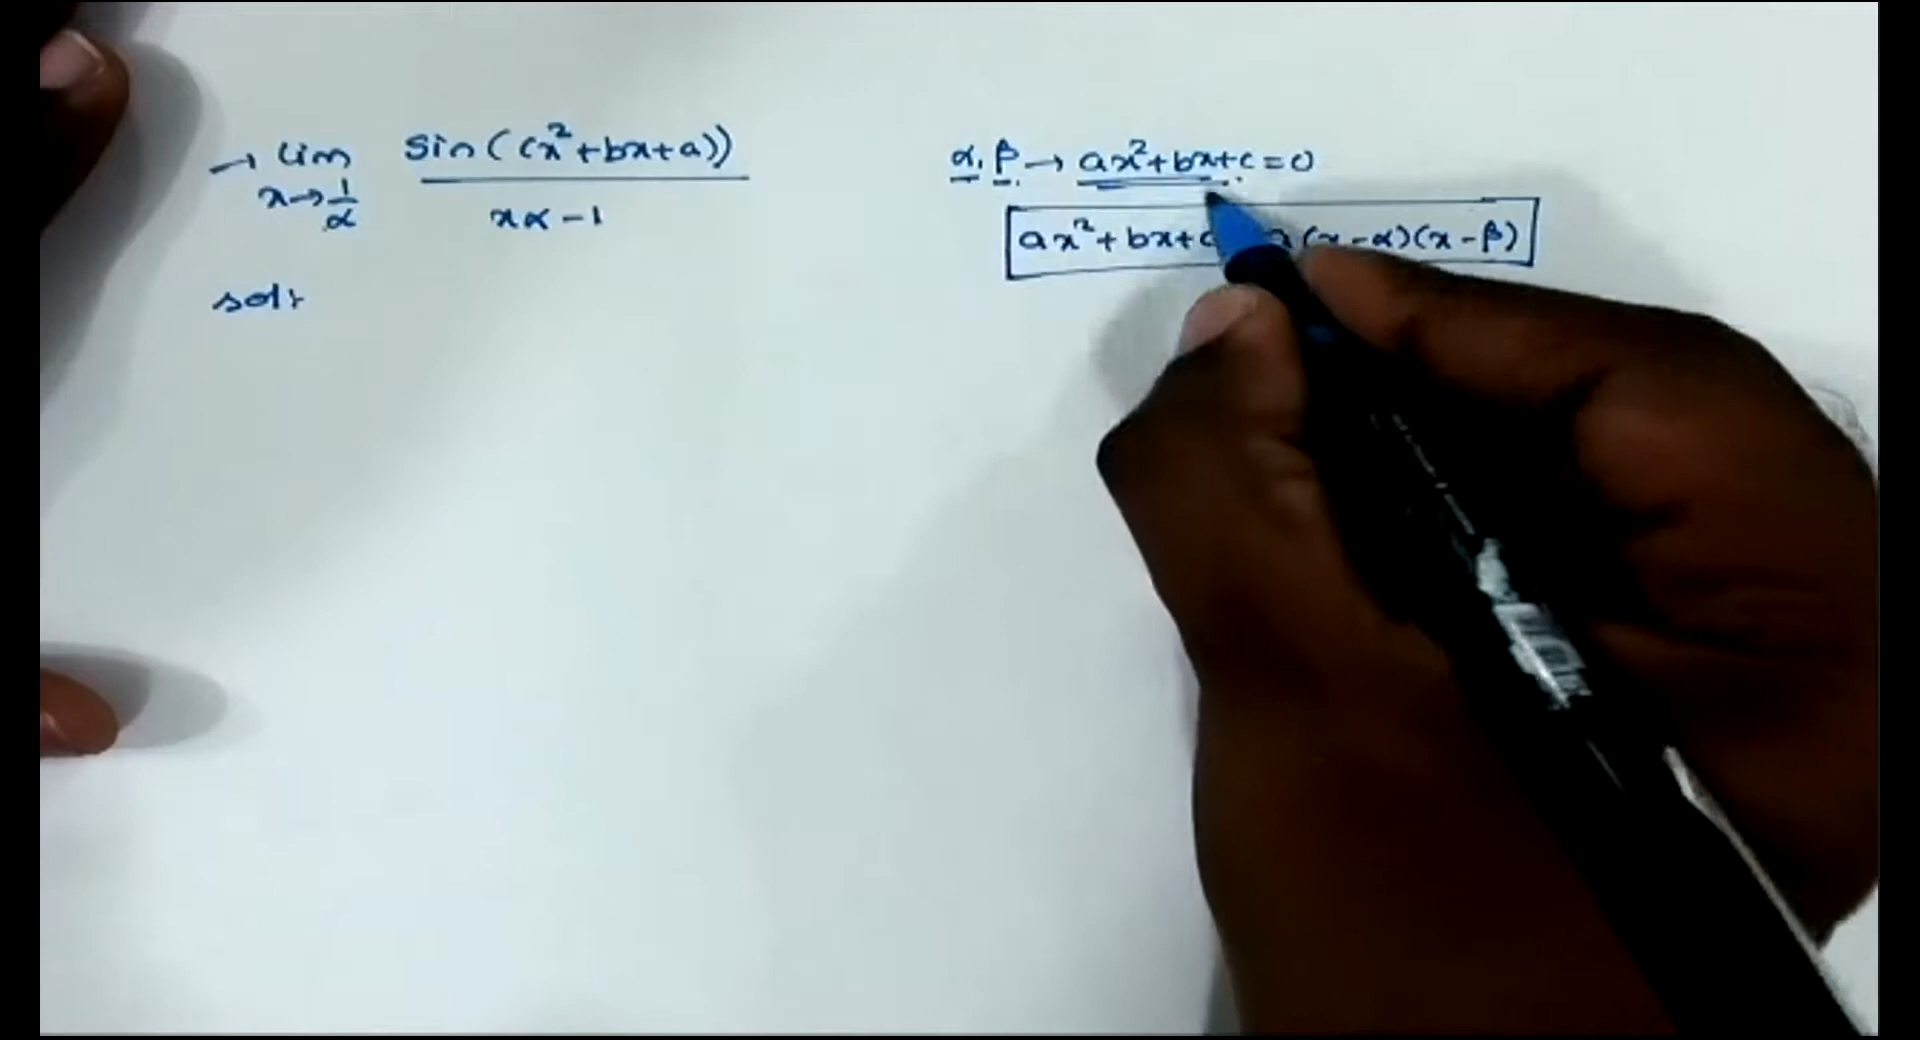 → lim sin(cx²+bx+a))
x→1/α xα-1
α, β → ax²+bx+c=0
ax²+bx+c (x-α)(x-β)
sol: